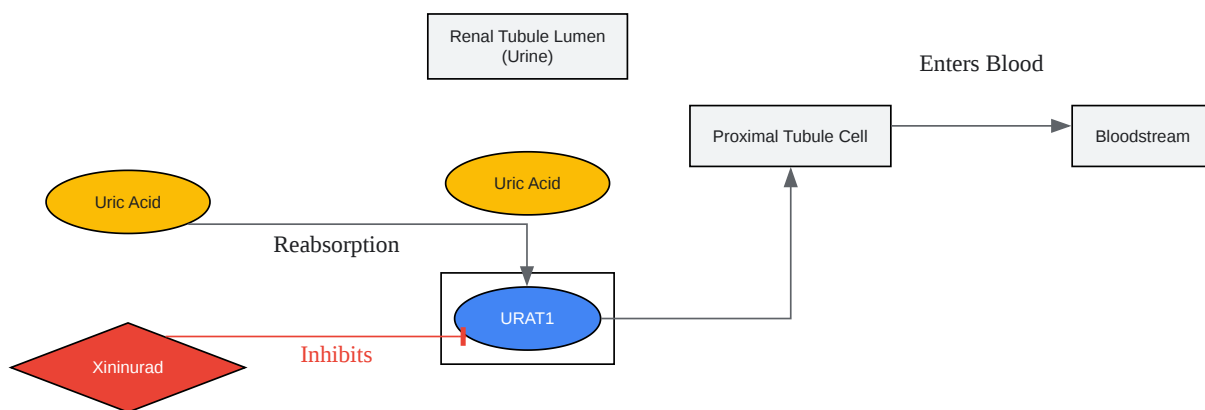 Renal Tubule Lumen
(Urine)
Enters Blood
Proximal Tubule Cell
Bloodstream
Uric Acid
Uric Acid
Reabsorption
URAT1
Inhibits
Xininurad